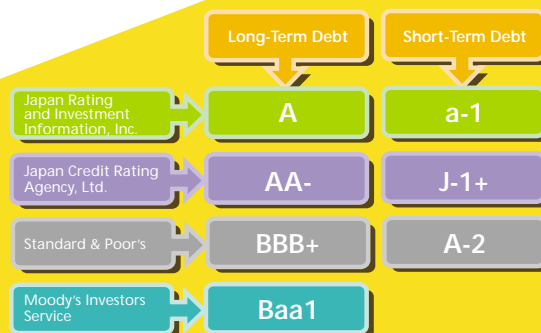 Long-Term Debt
Short-Term Debt
Japan Rating
and Investment
Information, Inc.
A
a-1
Japan Credit Rating
Agency, Ltd.
AA-
J-1+
Standard & Poor's
BBB+
A-2
Moody's Investors
Service
Baa1